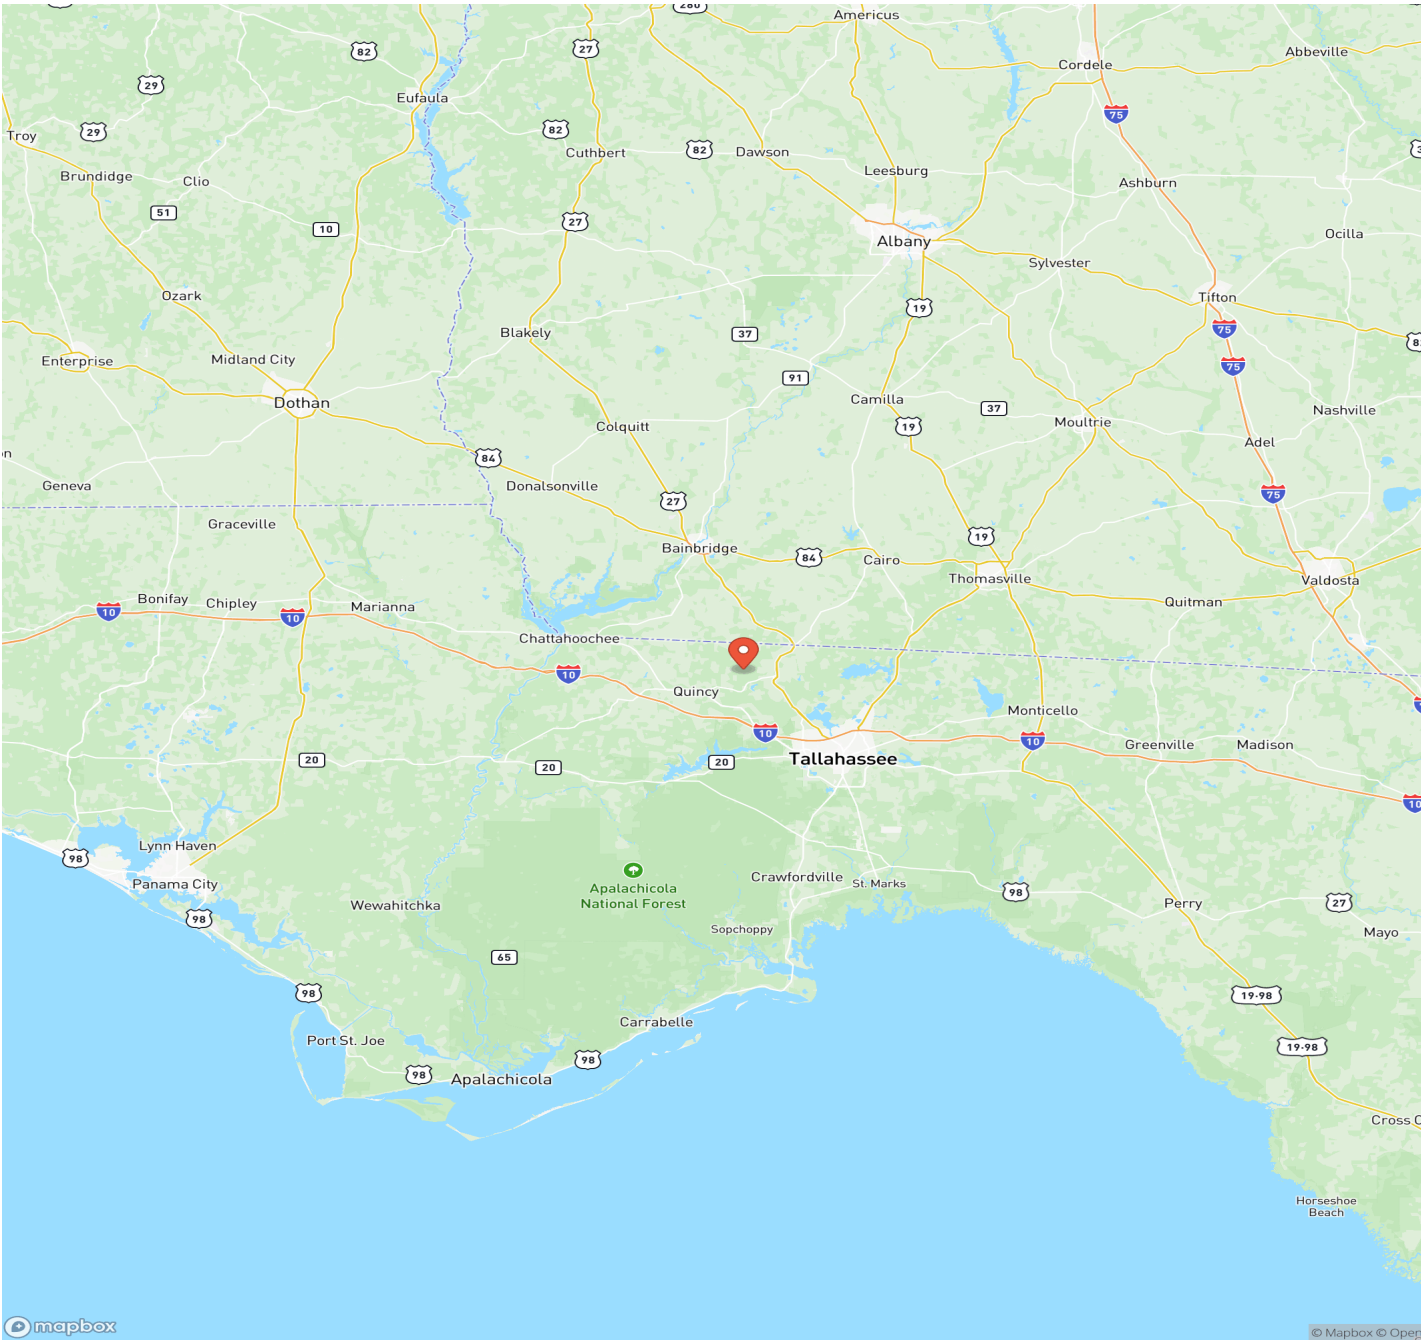 280
Americus
82
27
Abbeville
Cordele
29
Eufaula
75
Troy
29
82
Cuthbert
82
Dawson
Leesburg
Brundidge
Clio
Ashburn
51
27
10
Albany
Ocilla
Sylvester
Ozark
Tifton
19
75
Blakely
37
Enterprise
Midland City
75
91
Dothan
Camilla
37
Nashville
Colquitt
19
Moultrie
Adel
84
Geneva
Donalsonville
75
27
Graceville
19
Bainbridge
84
Cairo
Thomasville
Valdosta
Bonifay
Chipley
Marianna
Quitman
10
10
Chattahoochee
10
Quincy
Monticello
10
10
Greenville
Madison
20
20
20
Tallahassee
10
Lynn Haven
98
Panama City
Apalachicola
National Forest
Crawfordville
St. Marks
98
Wewahitchka
Perry
27
98
Sopchoppy
Mayo
65
98
19-98
Carrabelle
Port St. Joe
19-98
98
98
Apalachicola
Cross C
Horseshoe
Beach
mapbox
© Mapbox © Open